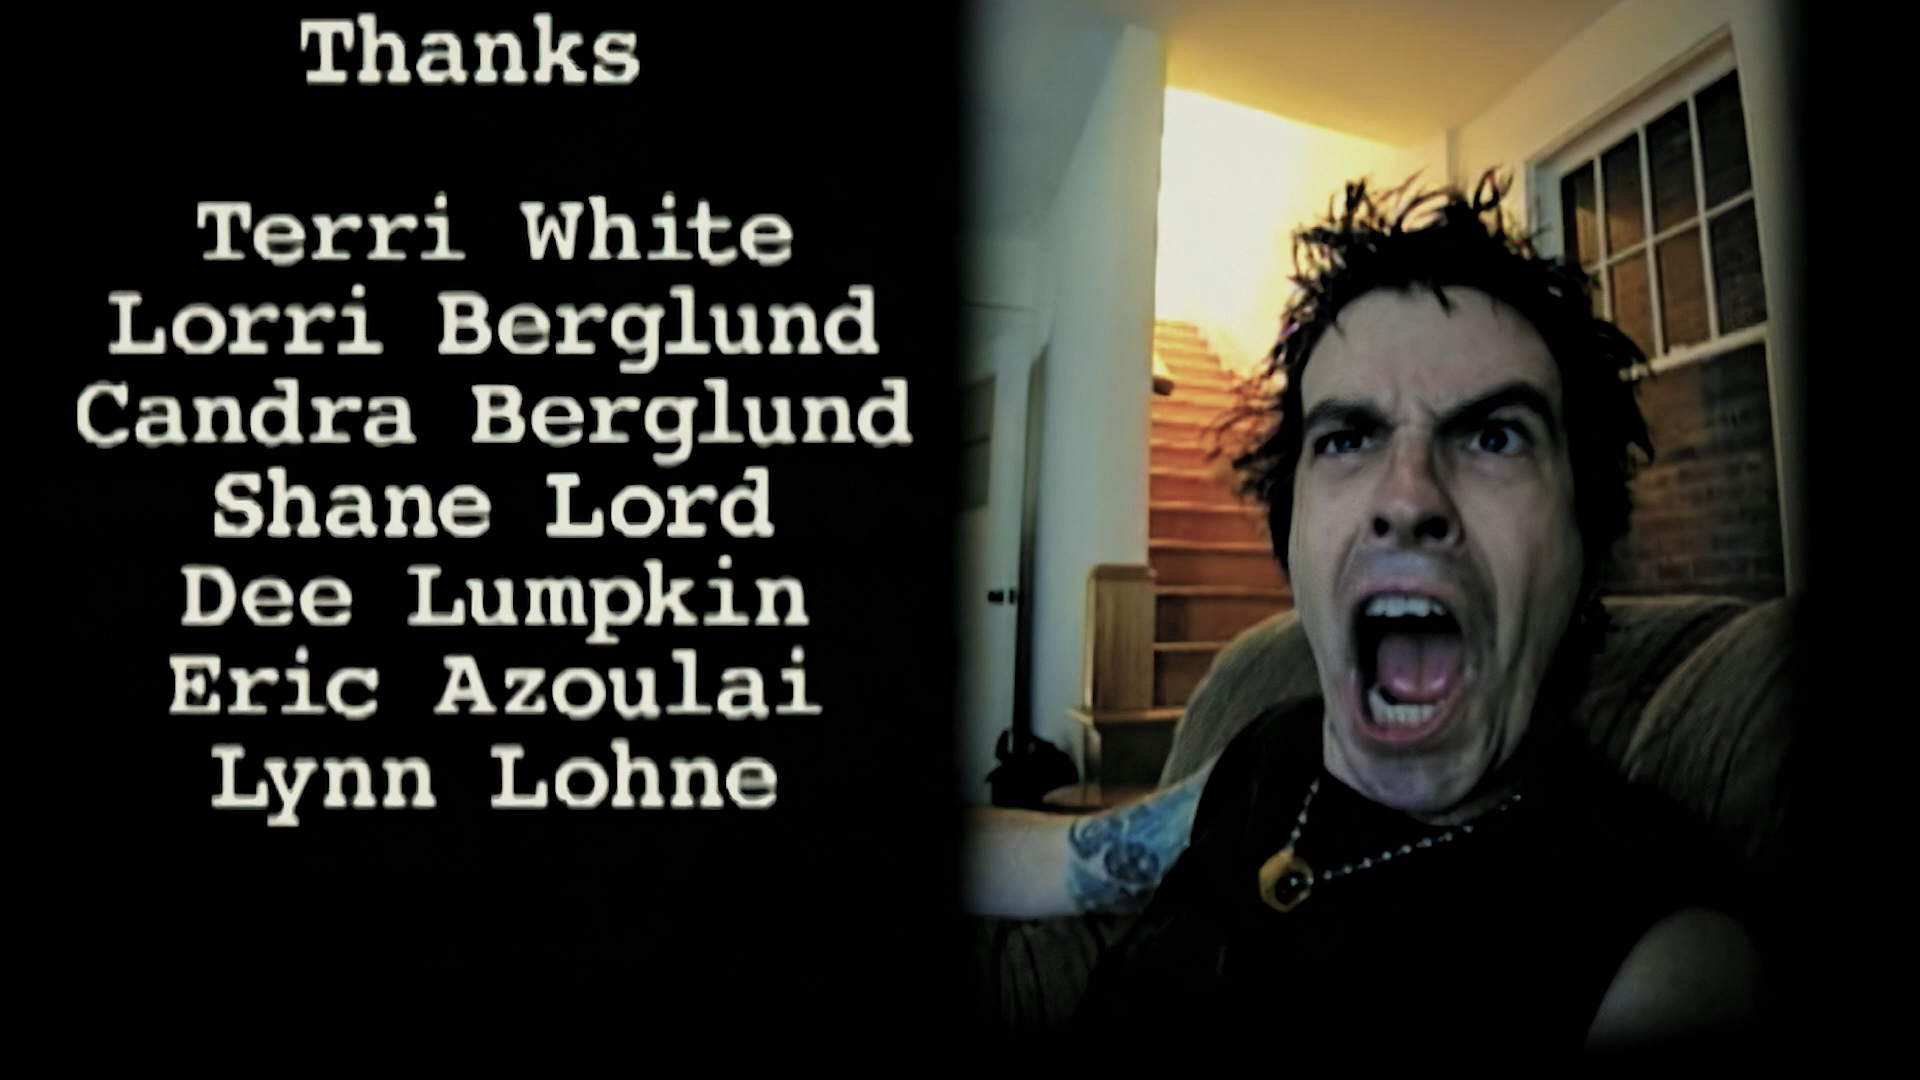 Thanks
Terri White
Lorri Berglund
Candra Berglund
Shane Lord
Dee Lumpkin
Eric Azoulai
Lynn Lohne